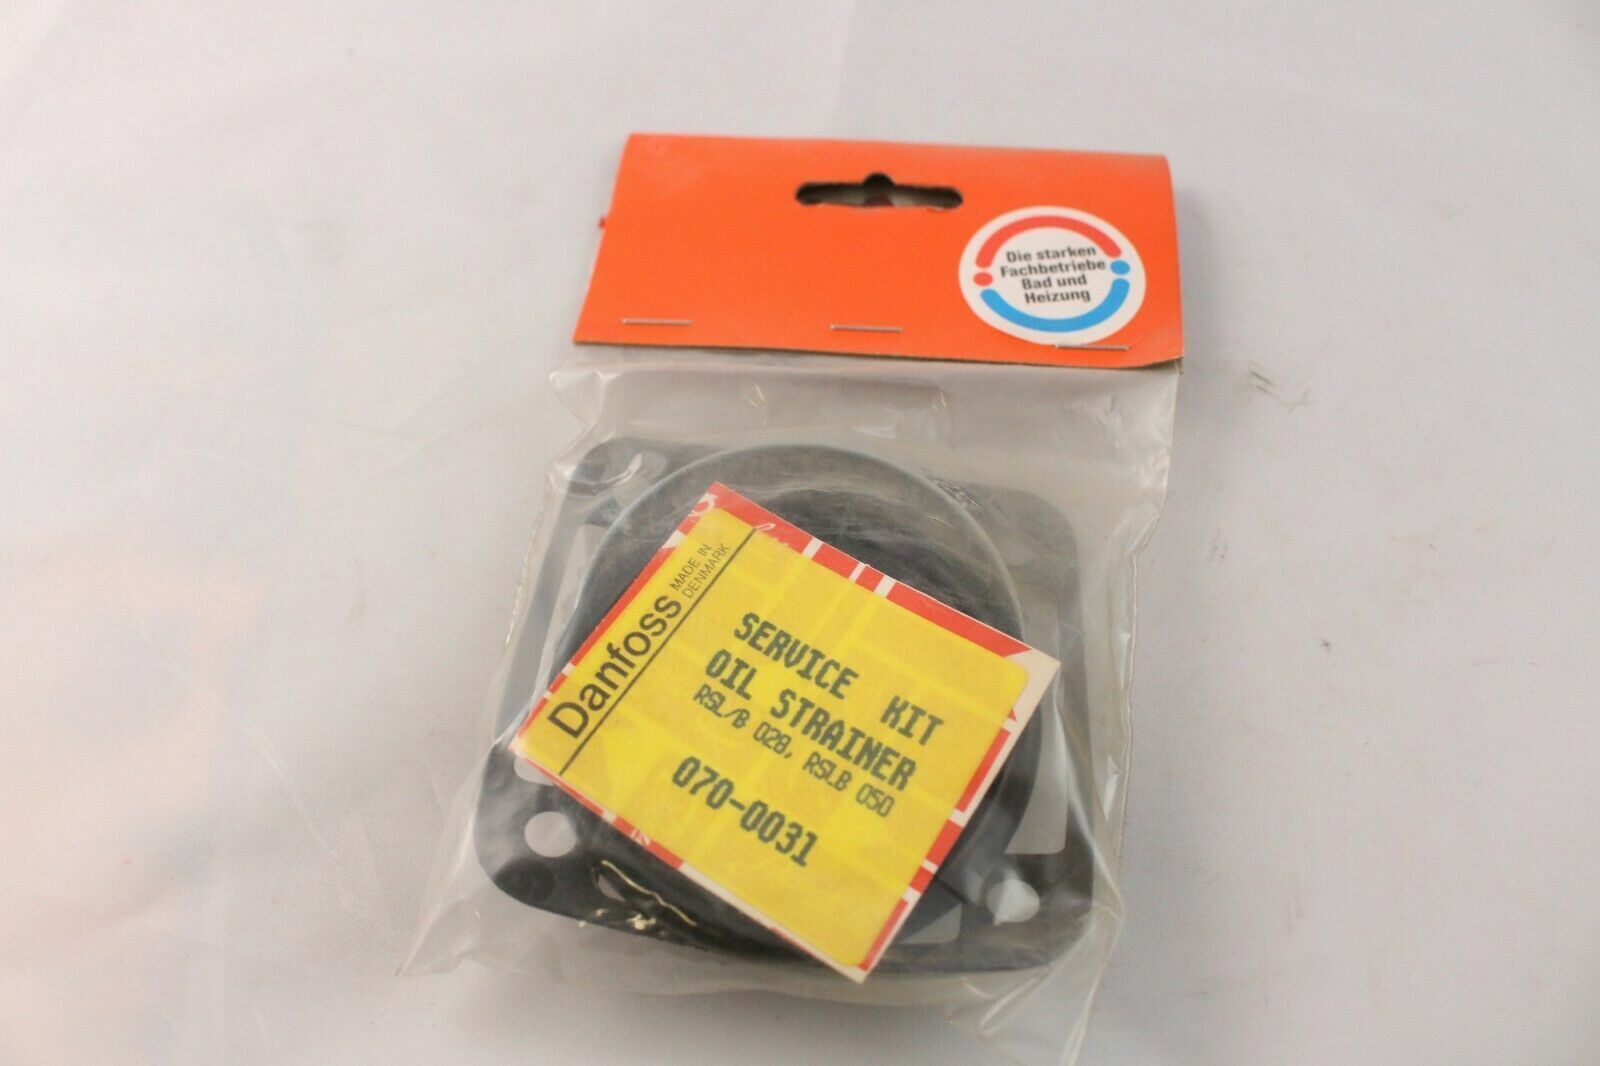 Die starken
Fachbetriebe
Bad und
Heizung
Danfoss
MADE IN
DENMARK
SERVICE KIT
OIL STRAINER
RSL/B 028, RSLB 050
070-0031